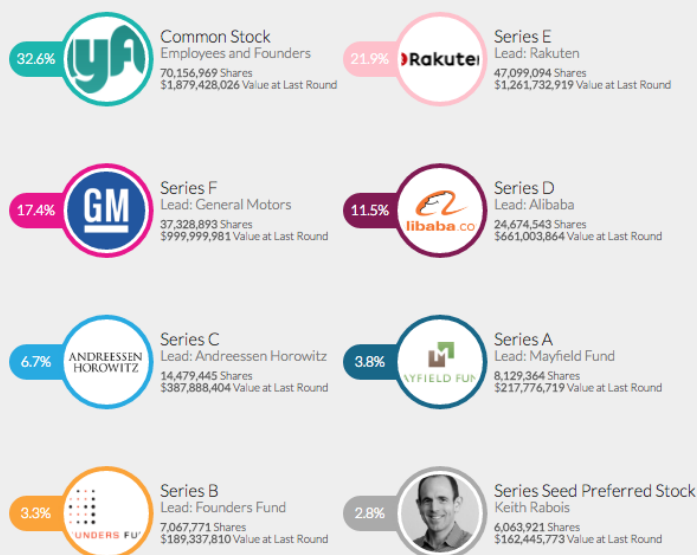 32.6%
Common Stock
Employees and Founders
70,156,969 Shares
$1,879,428,026 Value at Last Round
21.9%
Rakuten
Series E
Lead: Rakuten
47,099,094 Shares
$1,261,732,919 Value at Last Round
17.4%
GM
Series F
Lead: General Motors
37,328,893 Shares
$999,999,981 Value at Last Round
11.5%
libaba.co
Series D
Lead: Alibaba
24,674,543 Shares
$661,003,864 Value at Last Round
6.7%
ANDREESSEN
HOROWITZ
Series C
Lead: Andreessen Horowitz
14,479,445 Shares
$387,888,404 Value at Last Round
3.8%
AYFIELD FUN
Series A
Lead: Mayfield Fund
8,129,364 Shares
$217,776,719 Value at Last Round
3.3%
UNDERS FU
Series B
Lead: Founders Fund
7,067,771 Shares
$189,337,810 Value at Last Round
2.8%
Series Seed Preferred Stock
Keith Rabois
6,063,921 Shares
$162,445,773 Value at Last Round